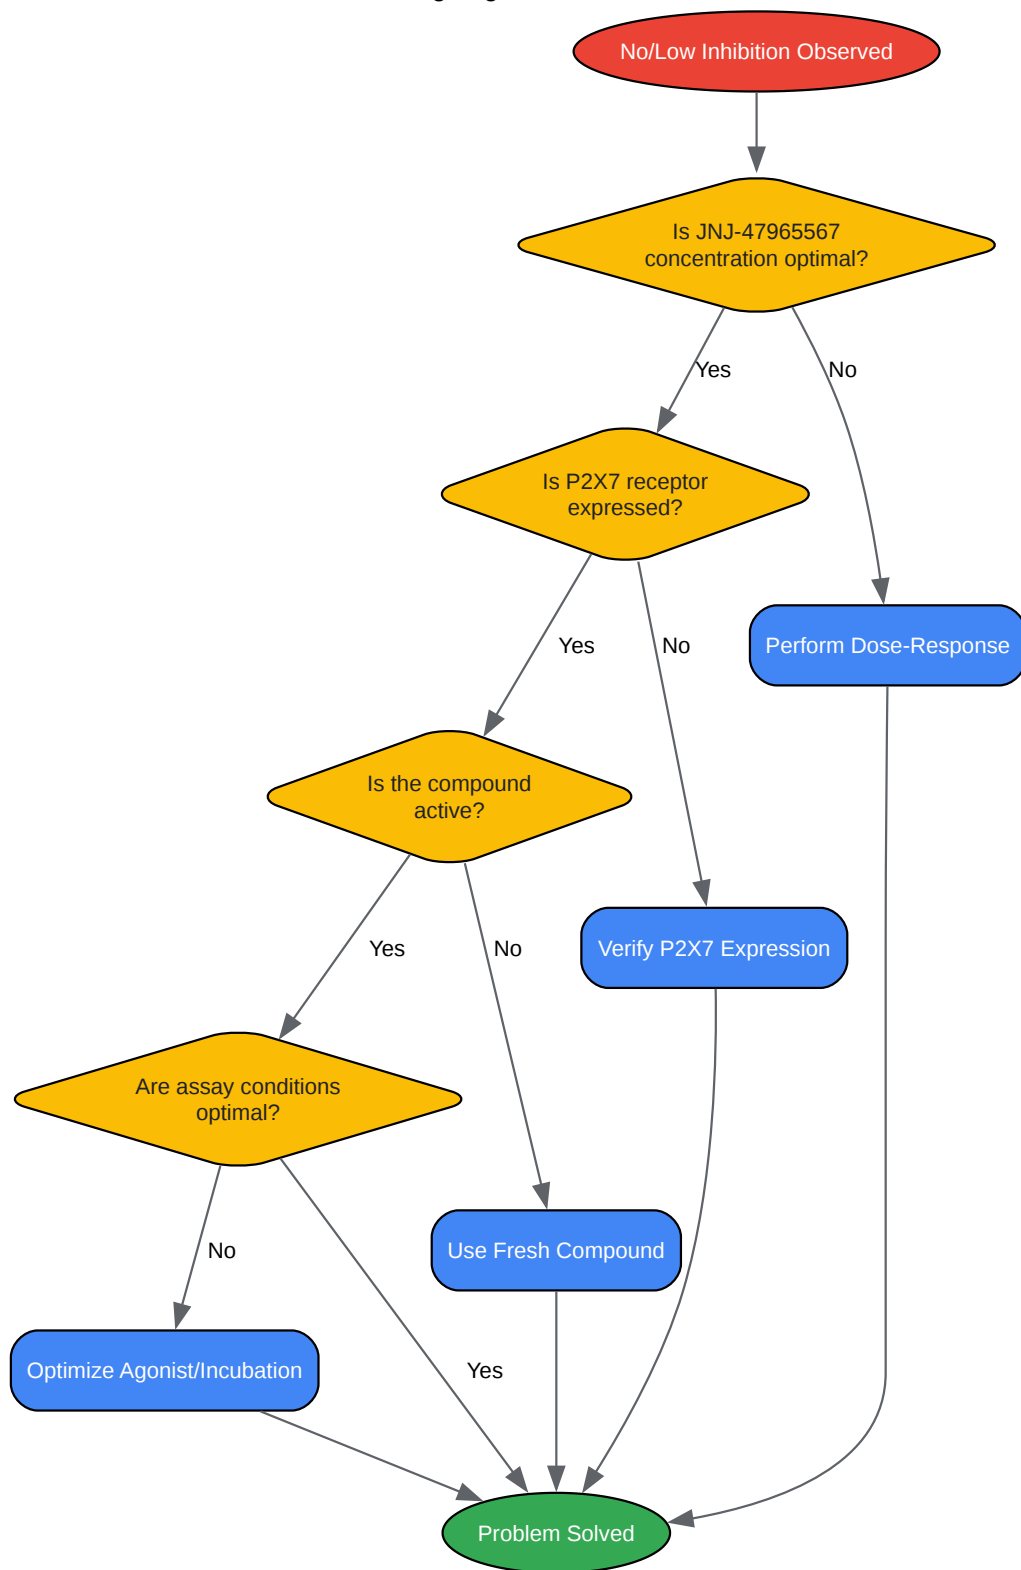 No/Low Inhibition Observed
Is JNJ-47965567
concentration optimal?
Yes
No
Is P2X7 receptor
expressed?
Yes
No
Perform Dose-Response
Is the compound
active?
Yes
No
Verify P2X7 Expression
Are assay conditions
optimal?
No
Yes
Use Fresh Compound
Optimize Agonist/Incubation
Problem Solved